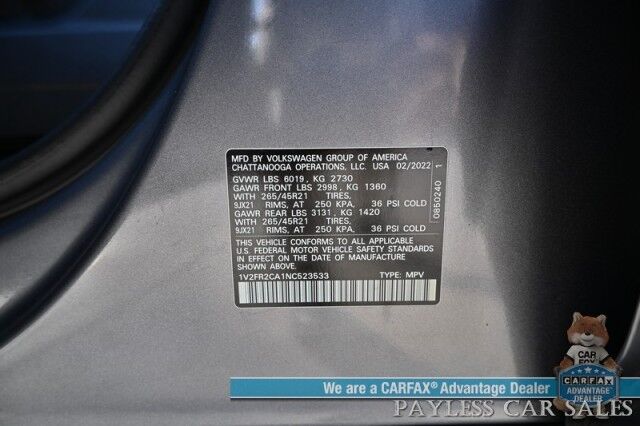 MFD BY VOLKSWAGEN GROUP OF AMERICA
CHATTANOOGA OPERATIONS, LLC. USA 02/2022
GVWR LBS 6019, KG 2730
GAWR FRONT LBS 2998, KG 1360
WITH 265/45R21 TIRES,
9JX21 RIMS, AT 250 KPA, 36 PSI COLD
GAWR REAR LBS 3131, KG 1420
WITH 265/45R21 TIRES,
9JX21 RIMS, AT 250 KPA, 36 PSI COLD
THIS VEHICLE CONFORMS TO ALL APPLICABLE
U.S. FEDERAL MOTOR VEHICLE SAFETY STANDARDS
IN EFFECT ON THE DATE OF MANUFACTURE
SHOWN ABOVE.
1V2FR2CA1NC523533 TYPE: MPV
0850240 1
We are a CARFAX® Advantage Dealer
CAR
FOX
CARFAX
ADVANTAGE
DEALER
PAYLESS CAR SALES